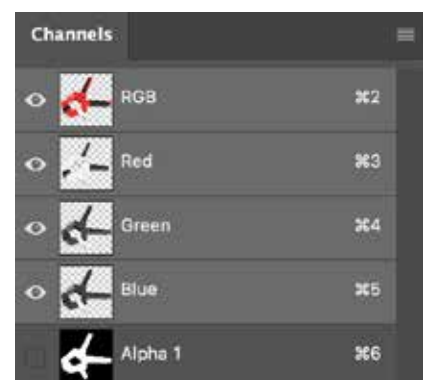 Channels
RGB ⌘2
Red ⌘3
Green ⌘4
Blue ⌘5
Alpha 1 ⌘6